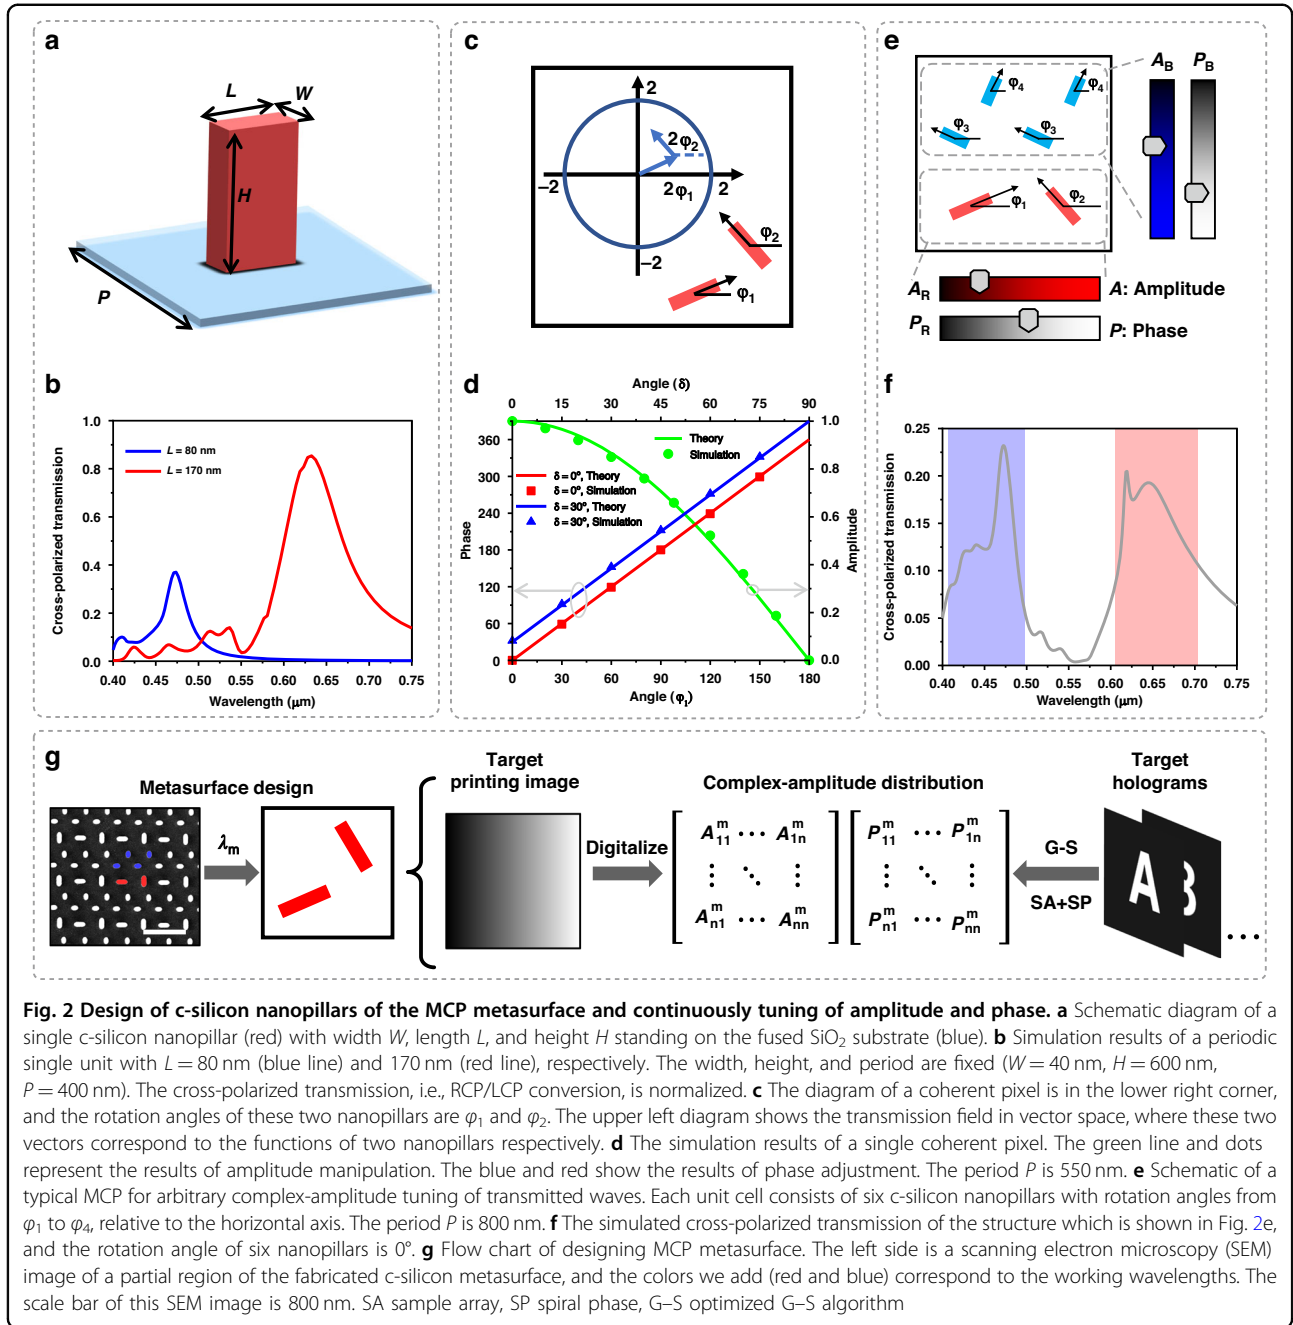 a
L
W
H
P
b
1.0
0.8
0.6
0.4
0.2
0.0
Cross-polarized transmission
L = 80 nm
L = 170 nm
0.40 0.45 0.50 0.55 0.60 0.65 0.70 0.75
Wavelength (μm)
c
2
2φ2
−2
2φ1
2
−2
φ2
φ1
d
Angle (δ)
0 15 30 45 60 75 90
360
300
240
180
120
60
0
Phase
Theory
Simulation
δ = 0°, Theory
δ = 0°, Simulation
δ = 30°, Theory
δ = 30°, Simulation
1.0
0.8
0.6
0.4
0.2
0.0
Amplitude
0 30 60 90 120 150 180
Angle (φ1)
e
AB PB
φ4 φ4
φ3 φ3
φ1 φ2
AR A: Amplitude
PR P: Phase
f
0.25
0.20
0.15
0.10
0.05
0.00
Cross-polarized transmission
0.40 0.45 0.50 0.55 0.60 0.65 0.70 0.75
Wavelength (μm)
g
Metasurface design
λm
Target
printing image
Digitalize
Complex-amplitude distribution
A11^m ··· A1n^m P11^m ··· P1n^m
⋮ ⋱ ⋮ ⋮ ⋱ ⋮
An1^m ··· Ann^m Pn1^m ··· Pnn^m
G-S
SA+SP
Target
holograms
A B
···
Fig. 2 Design of c-silicon nanopillars of the MCP metasurface and continuously tuning of amplitude and phase. a Schematic diagram of a
single c-silicon nanopillar (red) with width W, length L, and height H standing on the fused SiO2 substrate (blue). b Simulation results of a periodic
single unit with L = 80 nm (blue line) and 170 nm (red line), respectively. The width, height, and period are fixed (W = 40 nm, H = 600 nm,
P = 400 nm). The cross-polarized transmission, i.e., RCP/LCP conversion, is normalized. c The diagram of a coherent pixel is in the lower right corner,
and the rotation angles of these two nanopillars are φ1 and φ2. The upper left diagram shows the transmission field in vector space, where these two
vectors correspond to the functions of two nanopillars respectively. d The simulation results of a single coherent pixel. The green line and dots
represent the results of amplitude manipulation. The blue and red show the results of phase adjustment. The period P is 550 nm. e Schematic of a
typical MCP for arbitrary complex-amplitude tuning of transmitted waves. Each unit cell consists of six c-silicon nanopillars with rotation angles from
φ1 to φ4, relative to the horizontal axis. The period P is 800 nm. f The simulated cross-polarized transmission of the structure which is shown in Fig. 2e,
and the rotation angle of six nanopillars is 0°. g Flow chart of designing MCP metasurface. The left side is a scanning electron microscopy (SEM)
image of a partial region of the fabricated c-silicon metasurface, and the colors we add (red and blue) correspond to the working wavelengths. The
scale bar of this SEM image is 800 nm. SA sample array, SP spiral phase, G–S optimized G–S algorithm